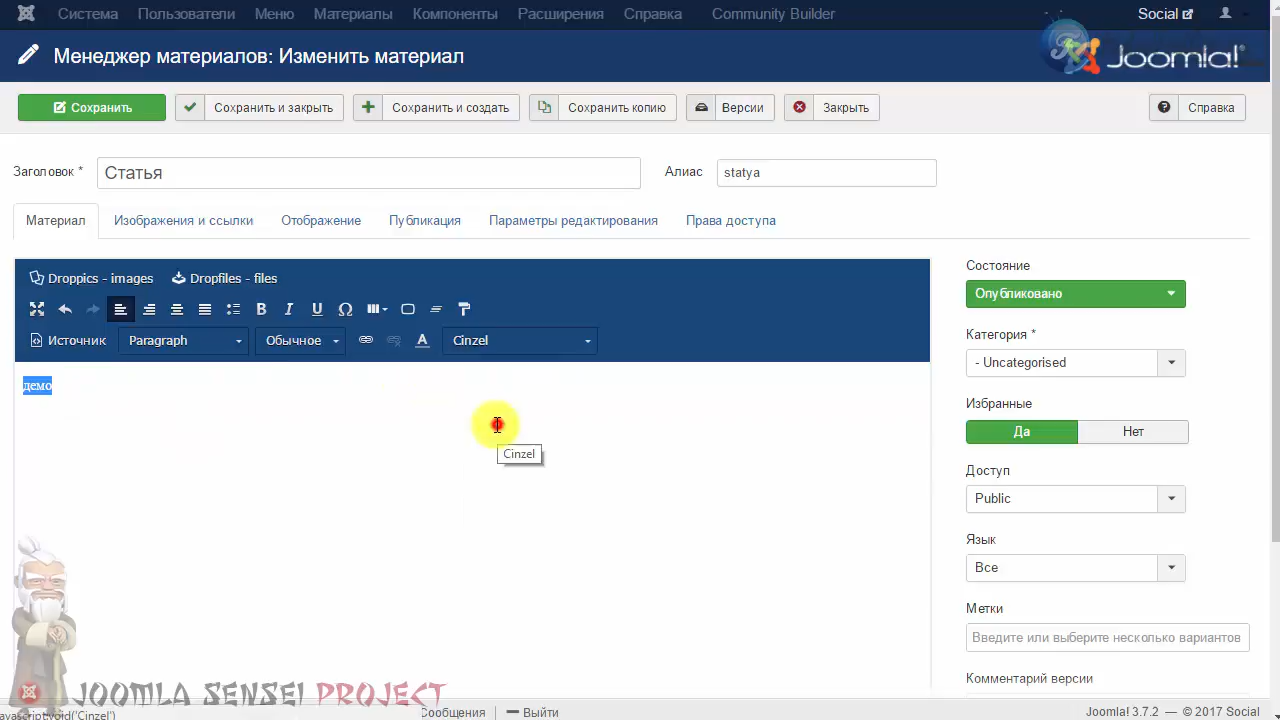 Система Пользователи Меню Материалы Компоненты Расширения Справка Community Builder Social
Менеджер материалов: Изменить материал Joomla!®
Сохранить Сохранить и закрыть Сохранить и создать Сохранить копию Версии Закрыть Справка
Заголовок * Статья Алиас statya
Материал Изображения и ссылки Отображение Публикация Параметры редактирования Права доступа
Состояние
Droppics - images Dropfiles - files
Опубликовано
B I U Ω
Категория *
Источник Paragraph Обычное A Cinzel
- Uncategorised
демо
Избранные
Да Нет
Cinzel
Доступ
Public
Язык
Все
Метки
Введите или выберите несколько вариантов
Комментарий версии
JOOMLA SENSEI PROJECT
avascript:void('Cinzel') Сообщения Выйти Joomla! 3.7.2 — © 2017 Social